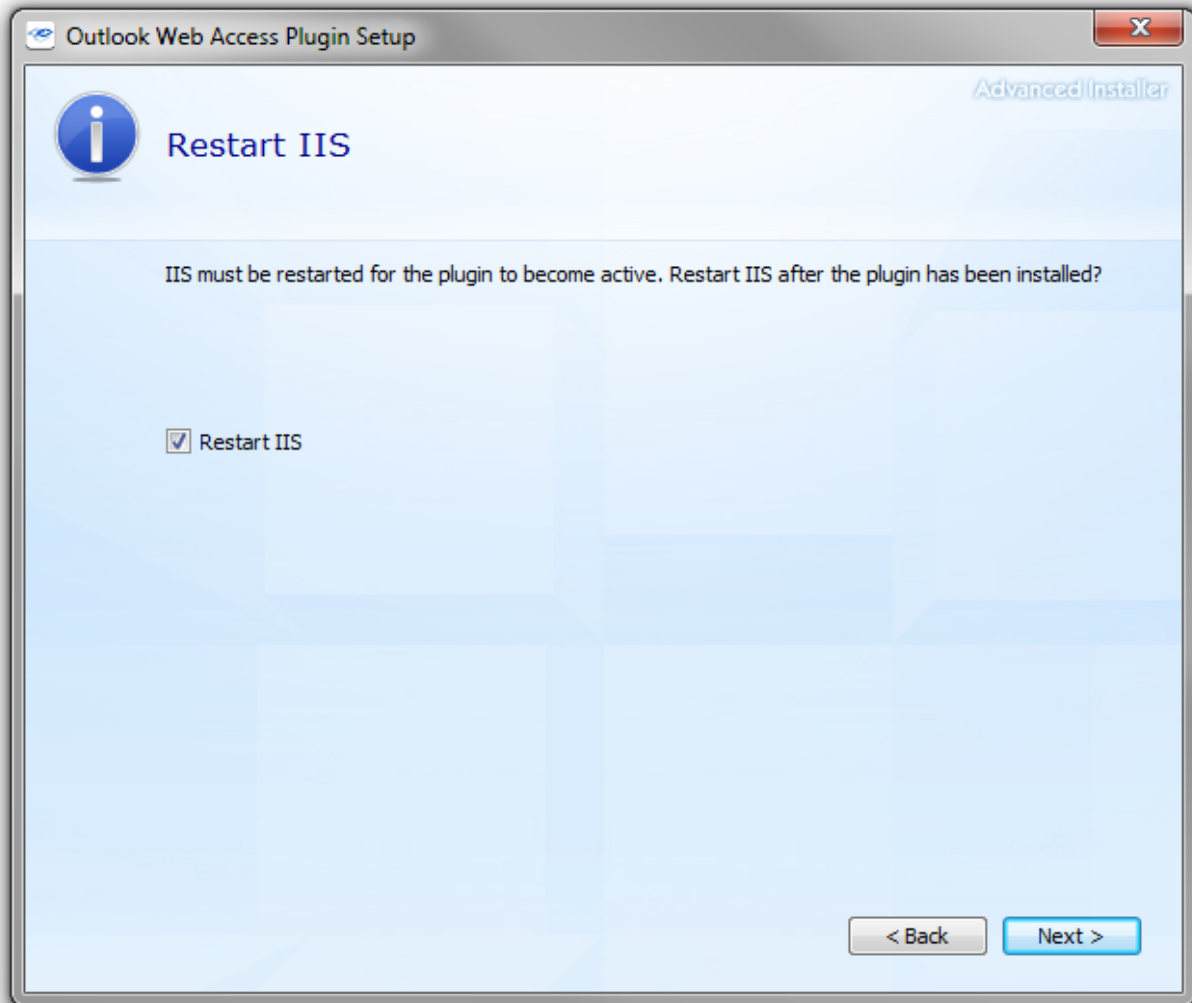 Outlook Web Access Plugin Setup
Advanced Installer
Restart IIS
IIS must be restarted for the plugin to become active. Restart IIS after the plugin has been installed?
Restart IIS
< Back
Next >